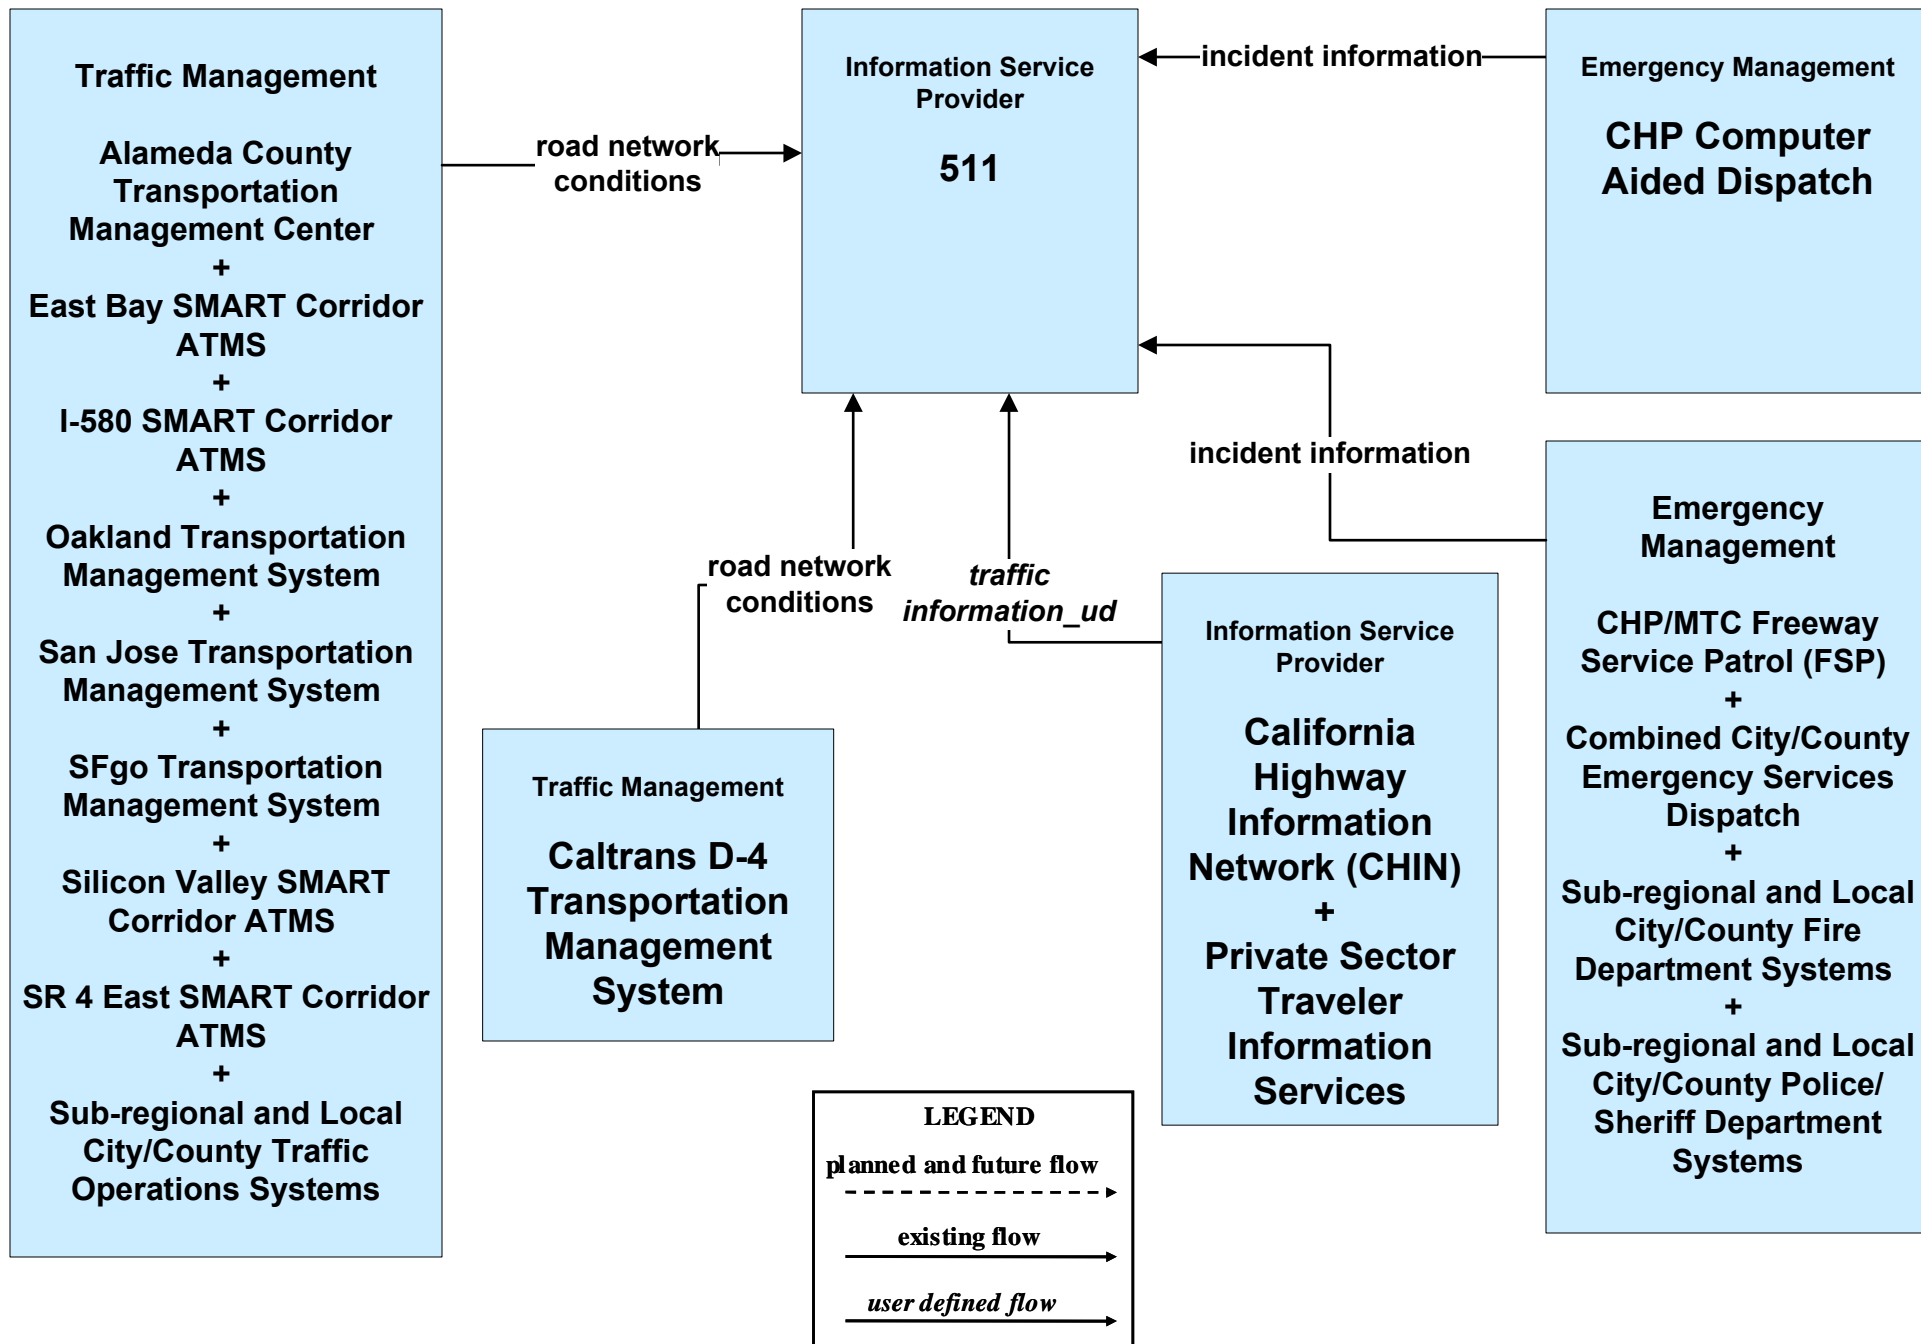 Traffic Management
Alameda County
Transportation
Management Center
+
East Bay SMART Corridor
ATMS
+
I-580 SMART Corridor
ATMS
+
Oakland Transportation
Management System
+
San Jose Transportation
Management System
+
SFgo Transportation
Management System
+
Silicon Valley SMART
Corridor ATMS
+
SR 4 East SMART Corridor
ATMS
+
Sub-regional and Local
City/County Traffic
Operations Systems
road network
conditions
Information Service
Provider
511
incident information
Emergency Management
CHP Computer
Aided Dispatch
incident information
Emergency
Management
CHP/MTC Freeway
Service Patrol (FSP)
+
Combined City/County
Emergency Services
Dispatch
+
Sub-regional and Local
City/County Fire
Department Systems
+
Sub-regional and Local
City/County Police/
Sheriff Department
Systems
road network
conditions
traffic
information_ud
Traffic Management
Caltrans D-4
Transportation
Management
System
Information Service
Provider
California
Highway
Information
Network (CHIN)
+
Private Sector
Traveler
Information
Services
LEGEND
planned and future flow
existing flow
user defined flow